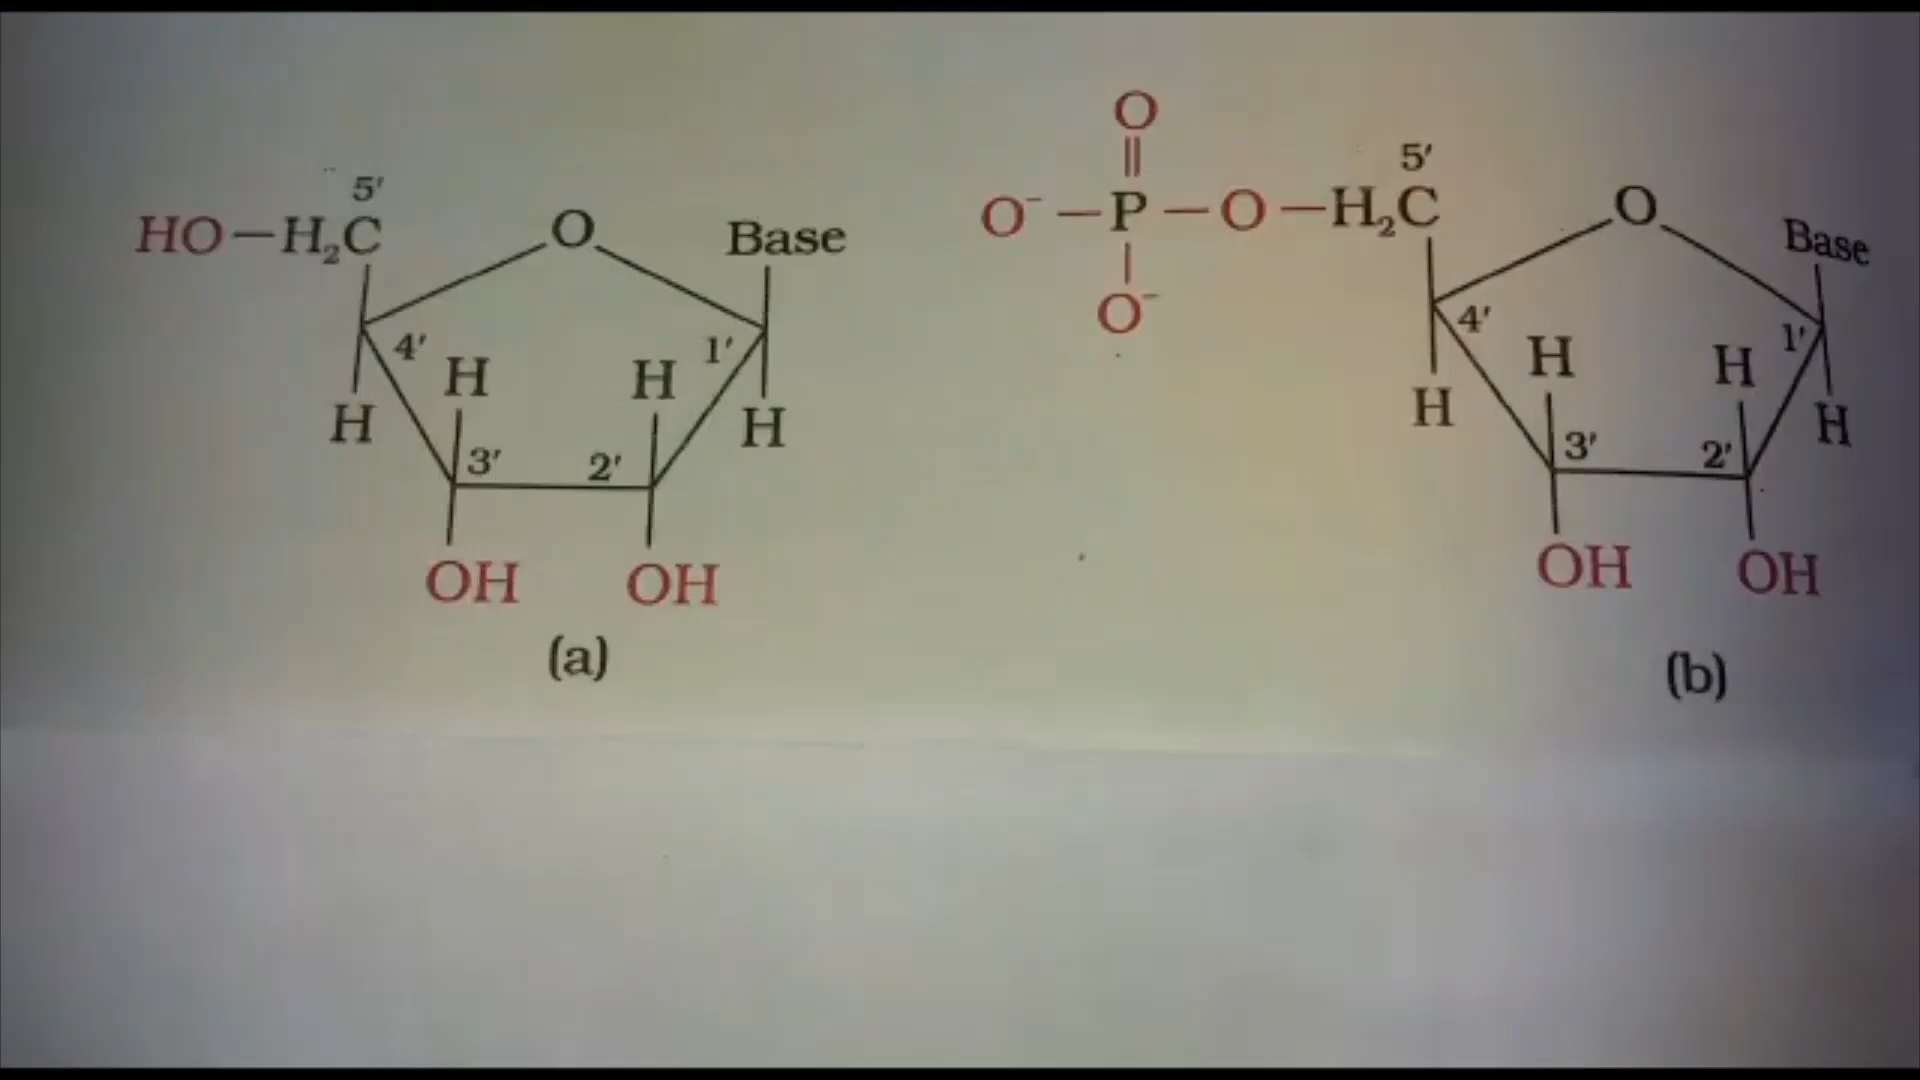 5'
HO–H₂C O Base
4' H H 1'
H 3' 2' H
OH OH
(a)
O
||
5'
O⁻–P–O–H₂C O Base
O⁻
4' H H 1'
H 3' 2' H
OH OH
(b)